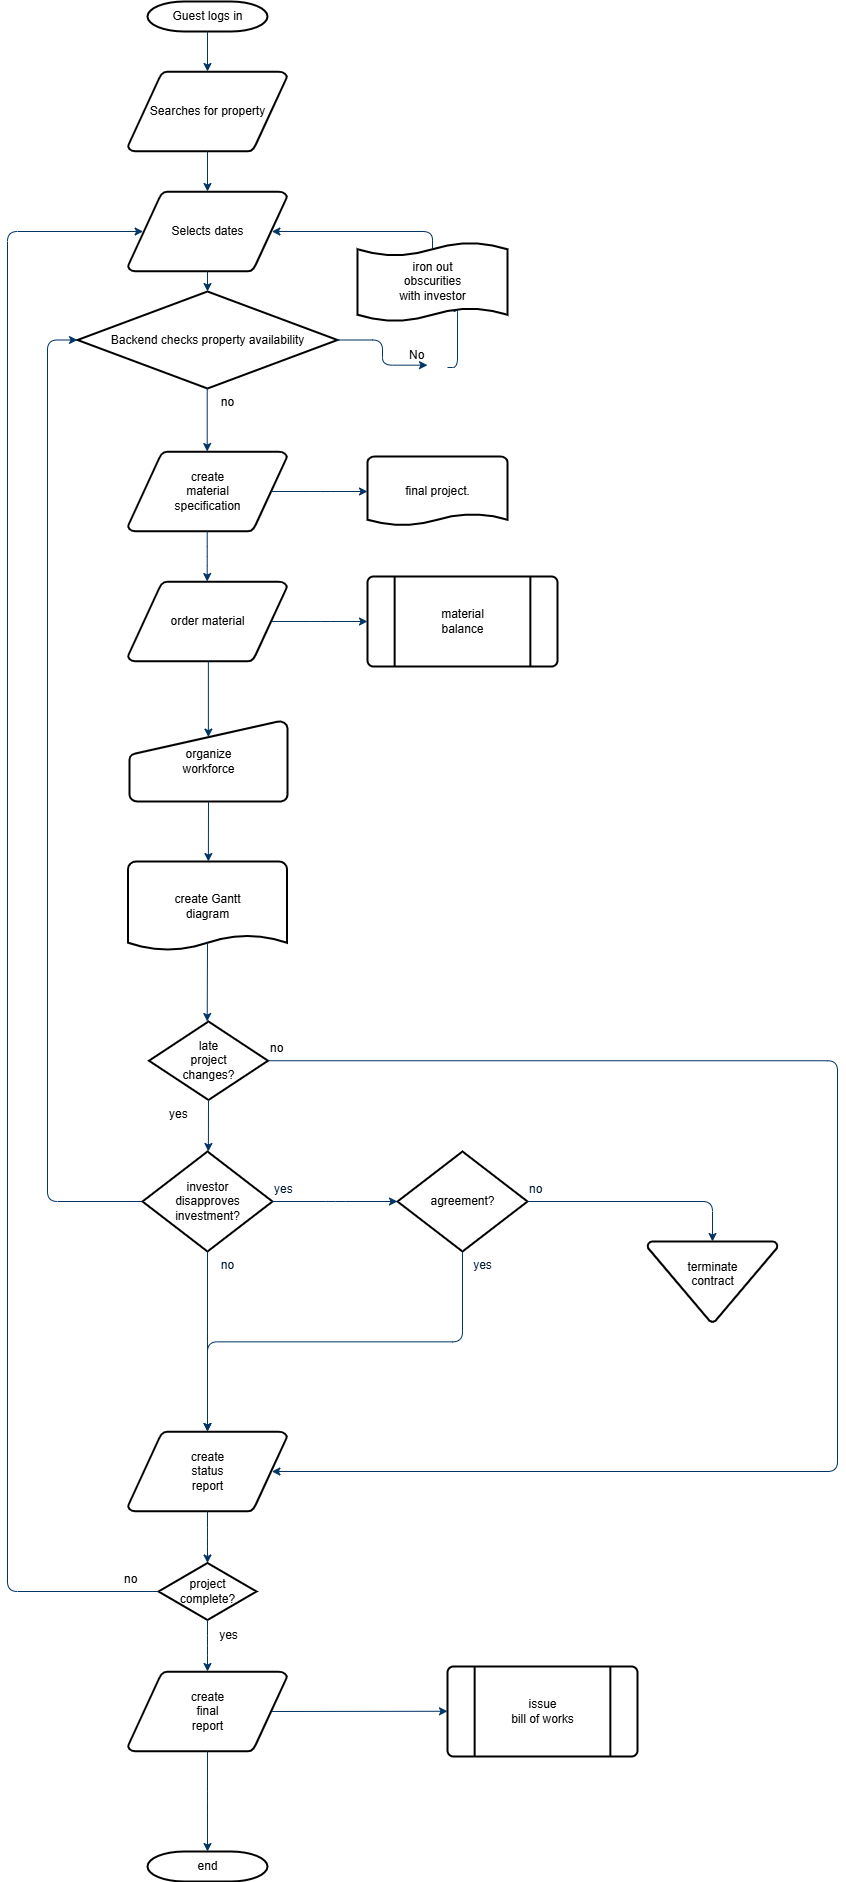 Guest logs in
Searches for property
Selects dates
iron out
obscurities
with investor
Backend checks property availability
No
no
create
material
specification
final project.
order material
material
balance
organize
workforce
create Gantt
diagram
late
project
changes?
no
yes
investor
disapproves
investment?
yes
agreement?
no
no
yes
terminate
contract
create
status
report
project
complete?
no
yes
create
final
report
issue
bill of works
end